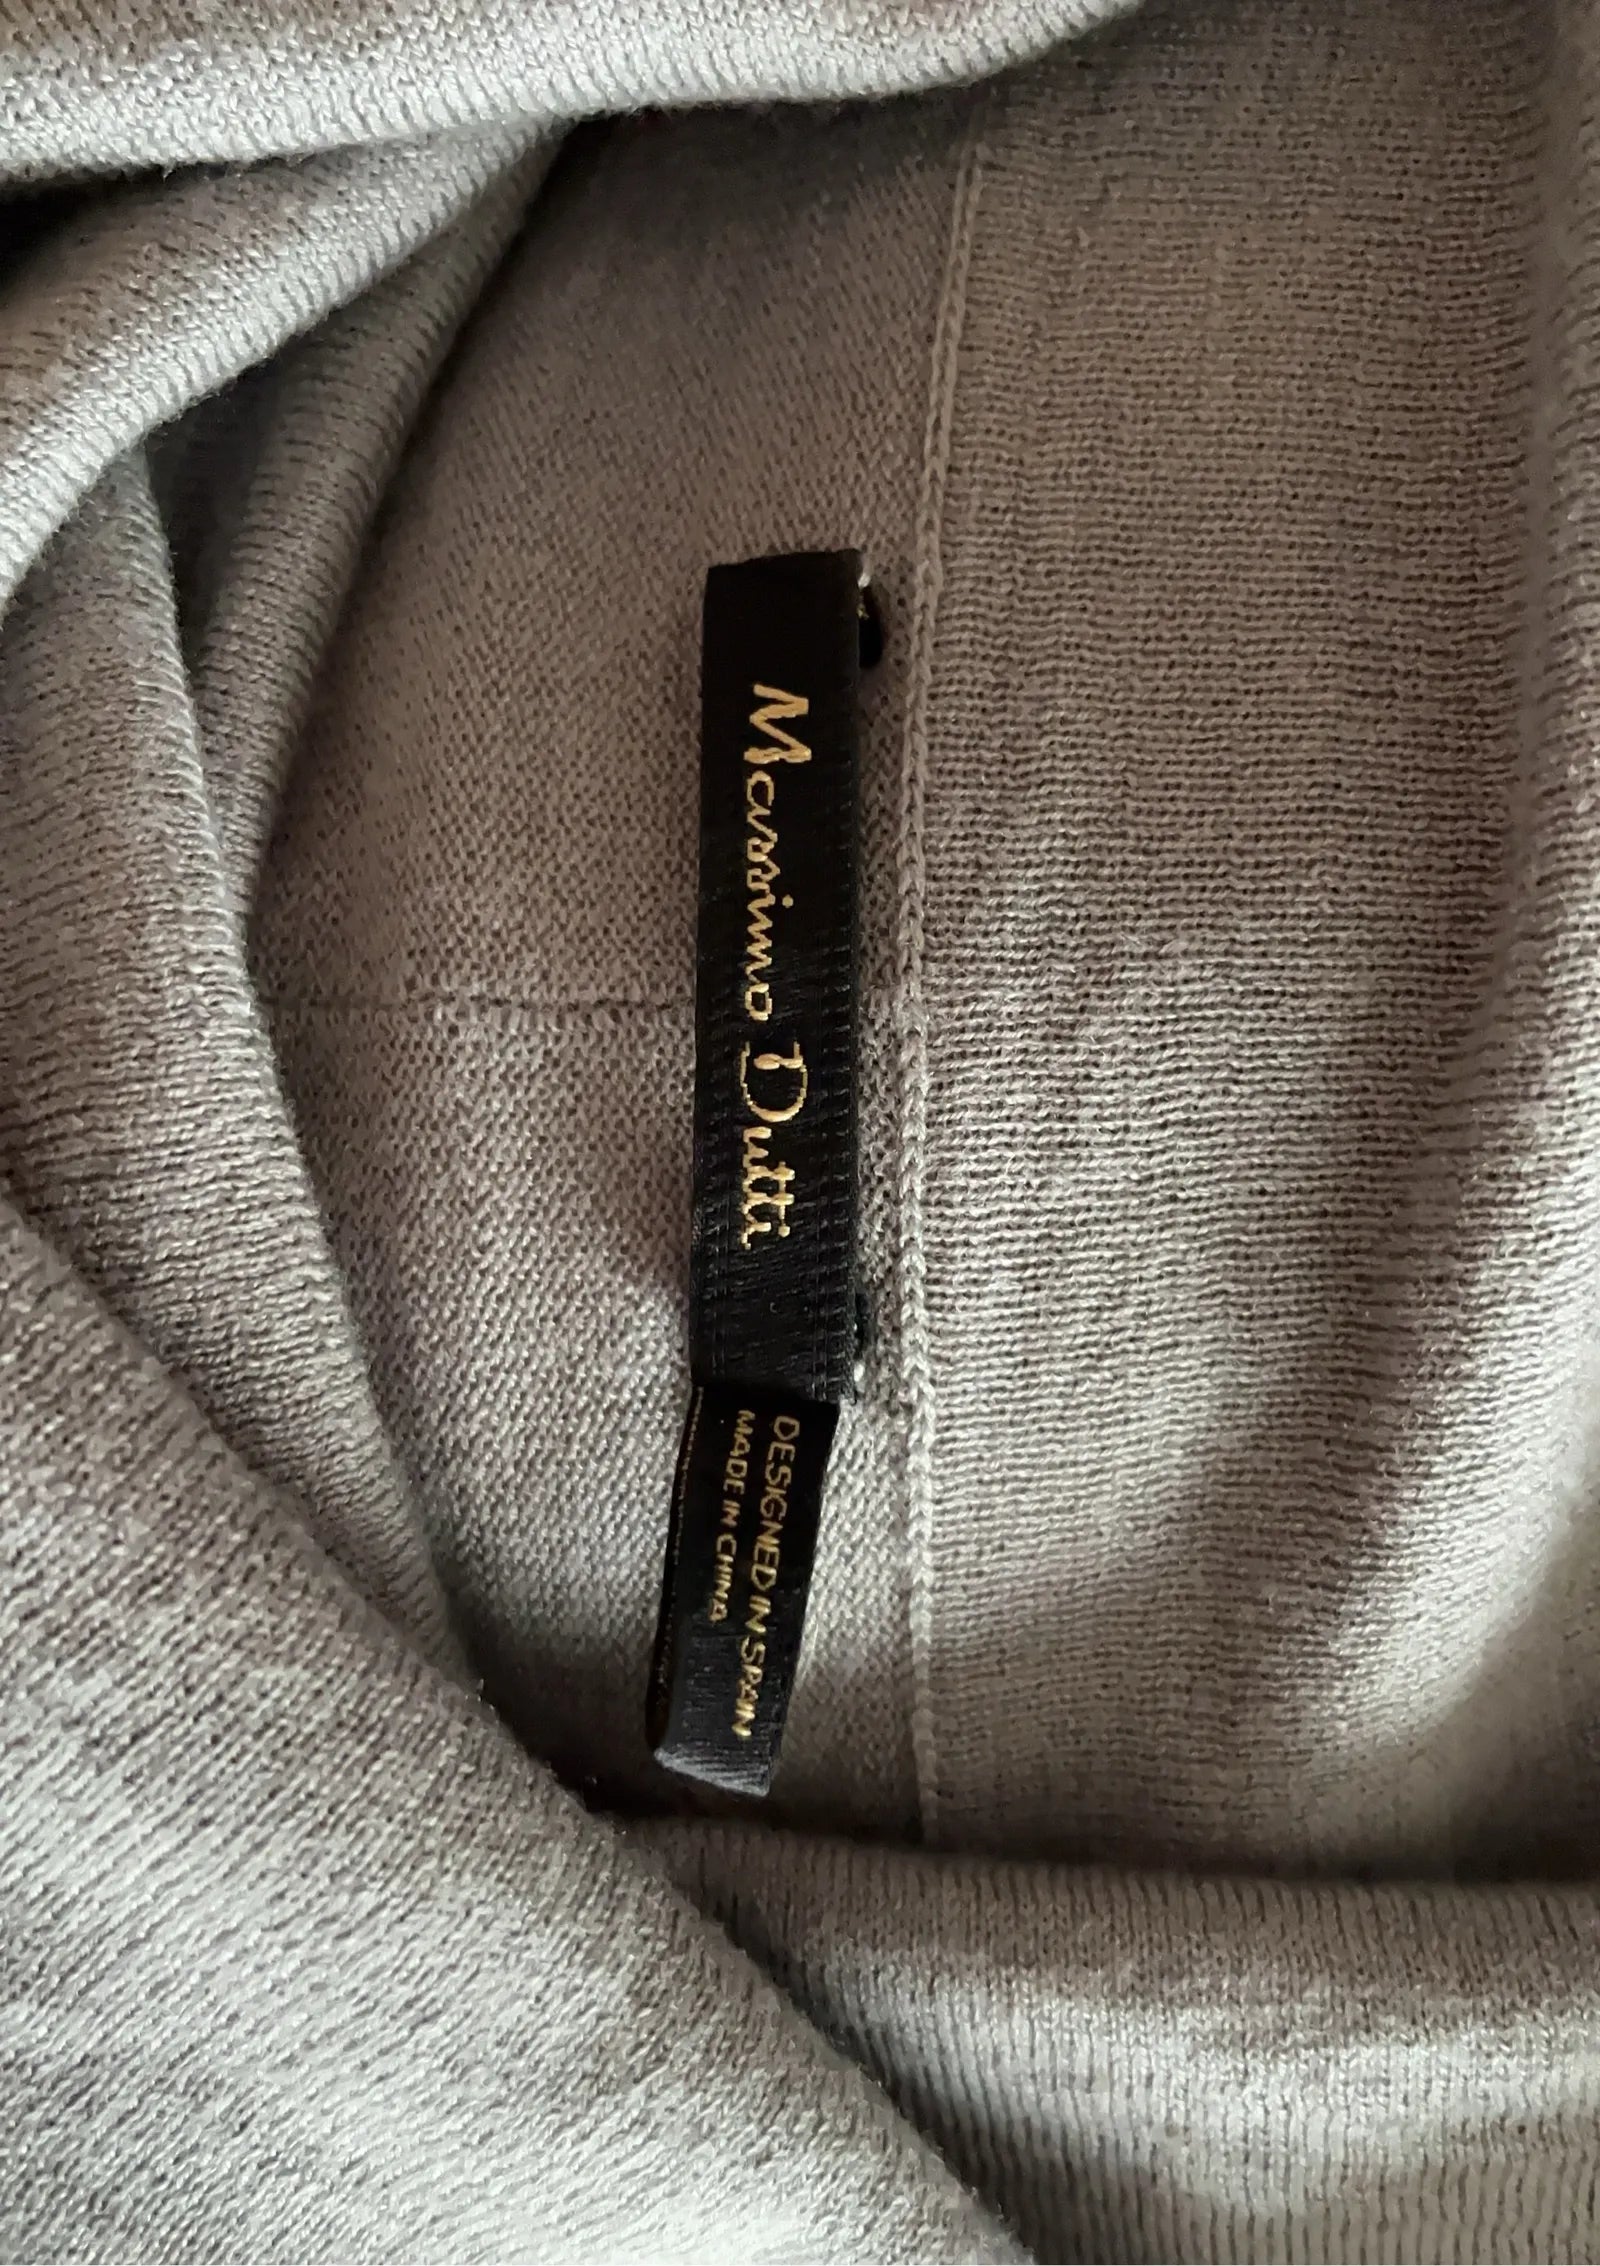 Massimo Dutti
DESIGNED IN SPAIN
MADE IN CHINA